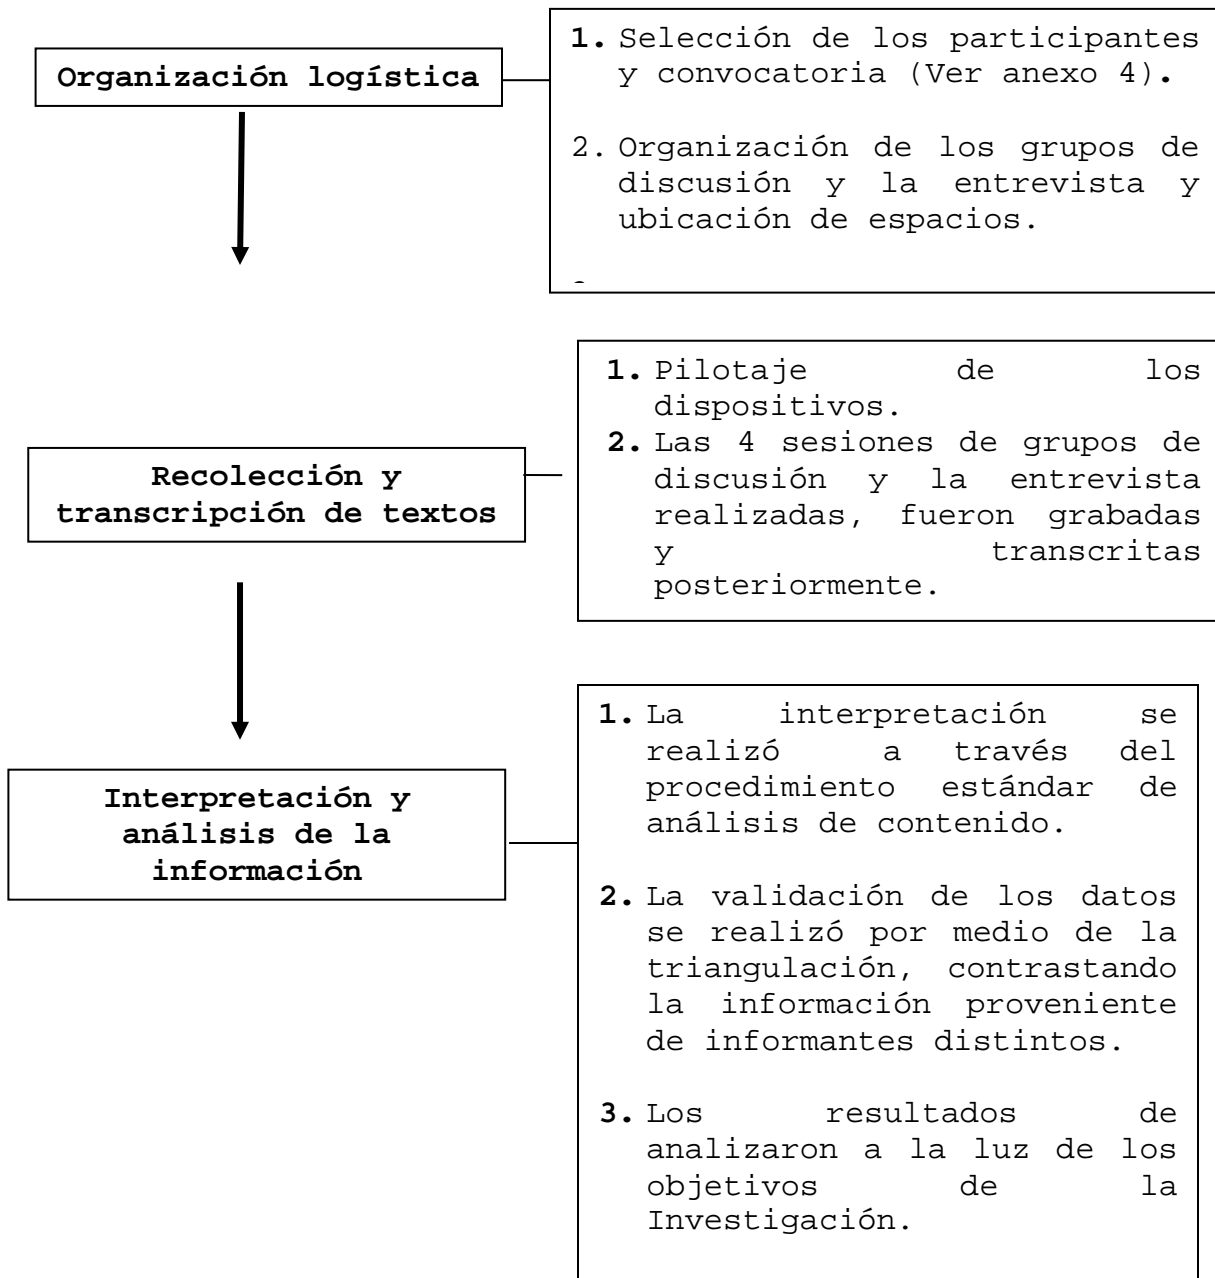 Organización logística
1. Selección de los participantes
y convocatoria (Ver anexo 4).
2. Organización de los grupos de
discusión y la entrevista y
ubicación de espacios.
Recolección y
transcripción de textos
1. Pilotaje de los
dispositivos.
2. Las 4 sesiones de grupos de
discusión y la entrevista
realizadas, fueron grabadas
y transcritas
posteriormente.
Interpretación y
análisis de la
información
1. La interpretación se
realizó a través del
procedimiento estándar de
análisis de contenido.
2. La validación de los datos
se realizó por medio de la
triangulación, contrastando
la información proveniente
de informantes distintos.
3. Los resultados de
analizaron a la luz de los
objetivos de la
Investigación.